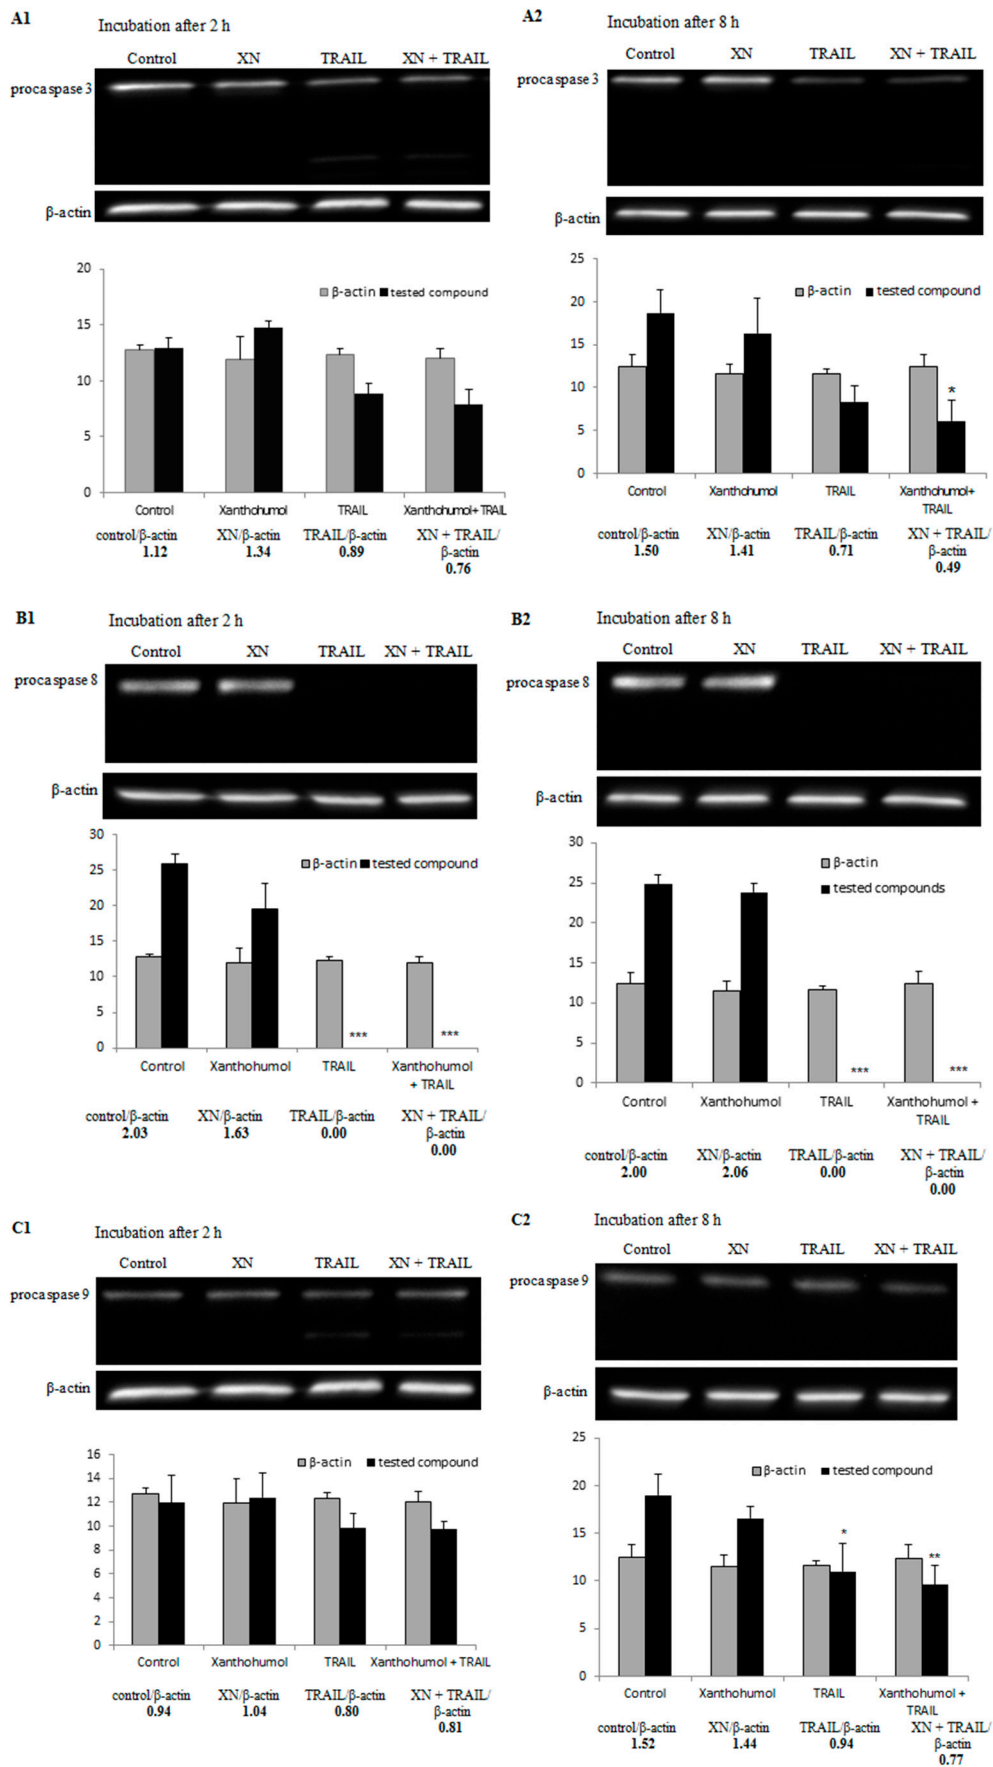 A1
Incubation after 2 h
Control XN TRAIL XN + TRAIL
procaspase 3
β-actin
20
15
10
5
0
β-actin tested compound
Control Xanthohumol TRAIL Xanthohumol+TRAIL
control/β-actin XN/β-actin TRAIL/β-actin XN + TRAIL/
β-actin
1.12 1.34 0.89 0.76
A2
Incubation after 8 h
Control XN TRAIL XN + TRAIL
procaspase 3
β-actin
25
20
15
10
5
0
β-actin tested compound
*
Control Xanthohumol TRAIL Xanthohumol+
TRAIL
control/β-actin XN/β-actin TRAIL/β-actin XN + TRAIL/
β-actin
1.50 1.41 0.71 0.49
B1
Incubation after 2 h
Control XN TRAIL XN + TRAIL
procaspase 8
β-actin
30
25
20
15
10
5
0
β-actin tested compound
*** ***
Control Xanthohumol TRAIL Xanthohumol
+ TRAIL
control/β-actin XN/β-actin TRAIL/β-actin XN + TRAIL/
β-actin
2.03 1.63 0.00 0.00
B2
Incubation after 8 h
Control XN TRAIL XN + TRAIL
procaspase 8
β-actin
30
25
20
15
10
5
0
β-actin
tested compounds
*** ***
Control Xanthohumol TRAIL Xanthohumol +
TRAIL
control/β-actin XN/β-actin TRAIL/β-actin XN + TRAIL/
β-actin
2.00 2.06 0.00 0.00
C1
Incubation after 2 h
Control XN TRAIL XN + TRAIL
procaspase 9
β-actin
16
14
12
10
8
6
4
2
0
β-actin tested compound
Control Xanthohumol TRAIL Xanthohumol + TRAIL
control/β-actin XN/β-actin TRAIL/β-actin XN + TRAIL/
β-actin
0.94 1.04 0.80 0.81
C2
Incubation after 8 h
Control XN TRAIL XN + TRAIL
procaspase 9
β-actin
25
20
15
10
5
0
β-actin tested compound
* **
Control Xanthohumol TRAIL Xanthohumol +
TRAIL
control/β-actin XN/β-actin TRAIL/β-actin XN + TRAIL/
β-actin
1.52 1.44 0.94 0.77